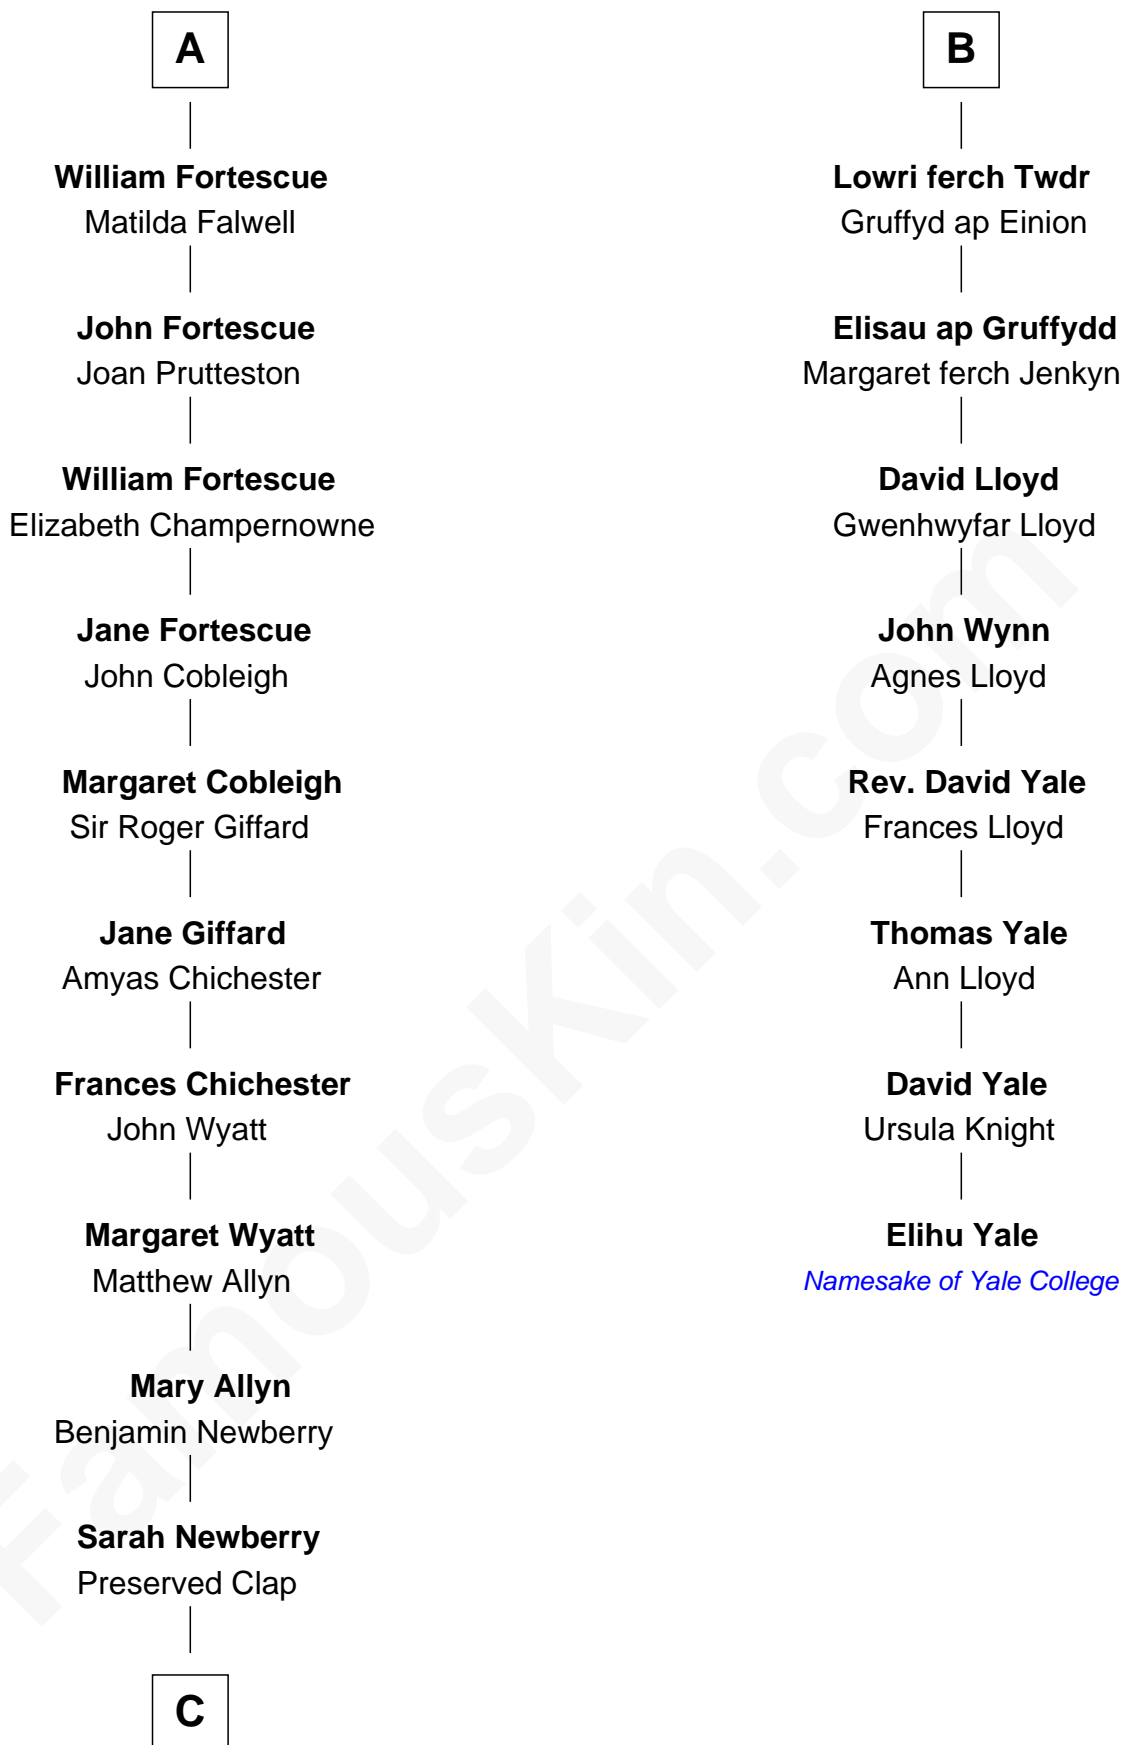 A
William Fortescue
Matilda Falwell
John Fortescue
Joan Prutteston
William Fortescue
Elizabeth Champernowne
Jane Fortescue
John Cobleigh
Margaret Cobleigh
Sir Roger Giffard
Jane Giffard
Amyas Chichester
Frances Chichester
John Wyatt
Margaret Wyatt
Matthew Allyn
Mary Allyn
Benjamin Newberry
Sarah Newberry
Preserved Clap
C
B
Lowri ferch Twdr
Gruffyd ap Einion
Elisau ap Gruffydd
Margaret ferch Jenkyn
David Lloyd
Gwenhwyfar Lloyd
John Wynn
Agnes Lloyd
Rev. David Yale
Frances Lloyd
Thomas Yale
Ann Lloyd
David Yale
Ursula Knight
Elihu Yale
Namesake of Yale College
FamousKin.com